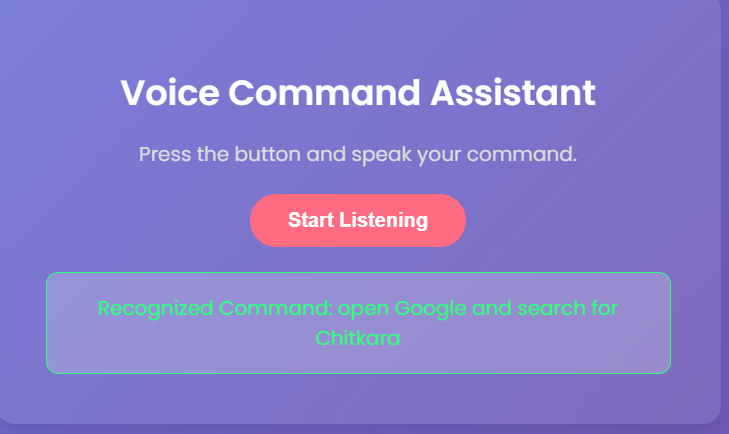 Voice Command Assistant
Press the button and speak your command.
Start Listening
Recognized Command: open Google and search for
Chitkara